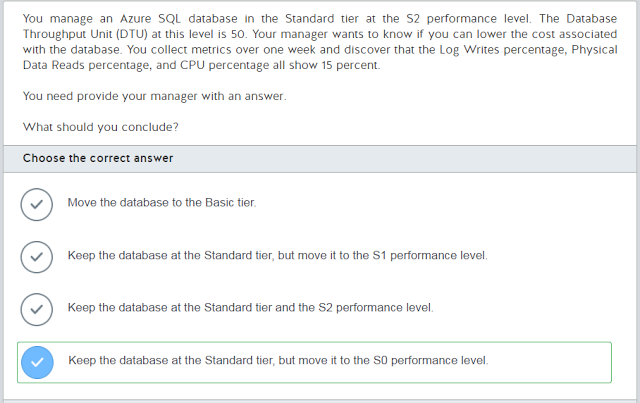 You manage an Azure SQL database in the Standard tier at the S2 performance level. The Database
Throughput Unit (DTU) at this level is 50. Your manager wants to know if you can lower the cost associated
with the database. You collect metrics over one week and discover that the Log Writes percentage, Physical
Data Reads percentage, and CPU percentage all show 15 percent.
You need provide your manager with an answer.
What should you conclude?
Choose the correct answer
Move the database to the Basic tier.
Keep the database at the Standard tier, but move it to the S1 performance level.
Keep the database at the Standard tier and the S2 performance level.
Keep the database at the Standard tier, but move it to the S0 performance level.